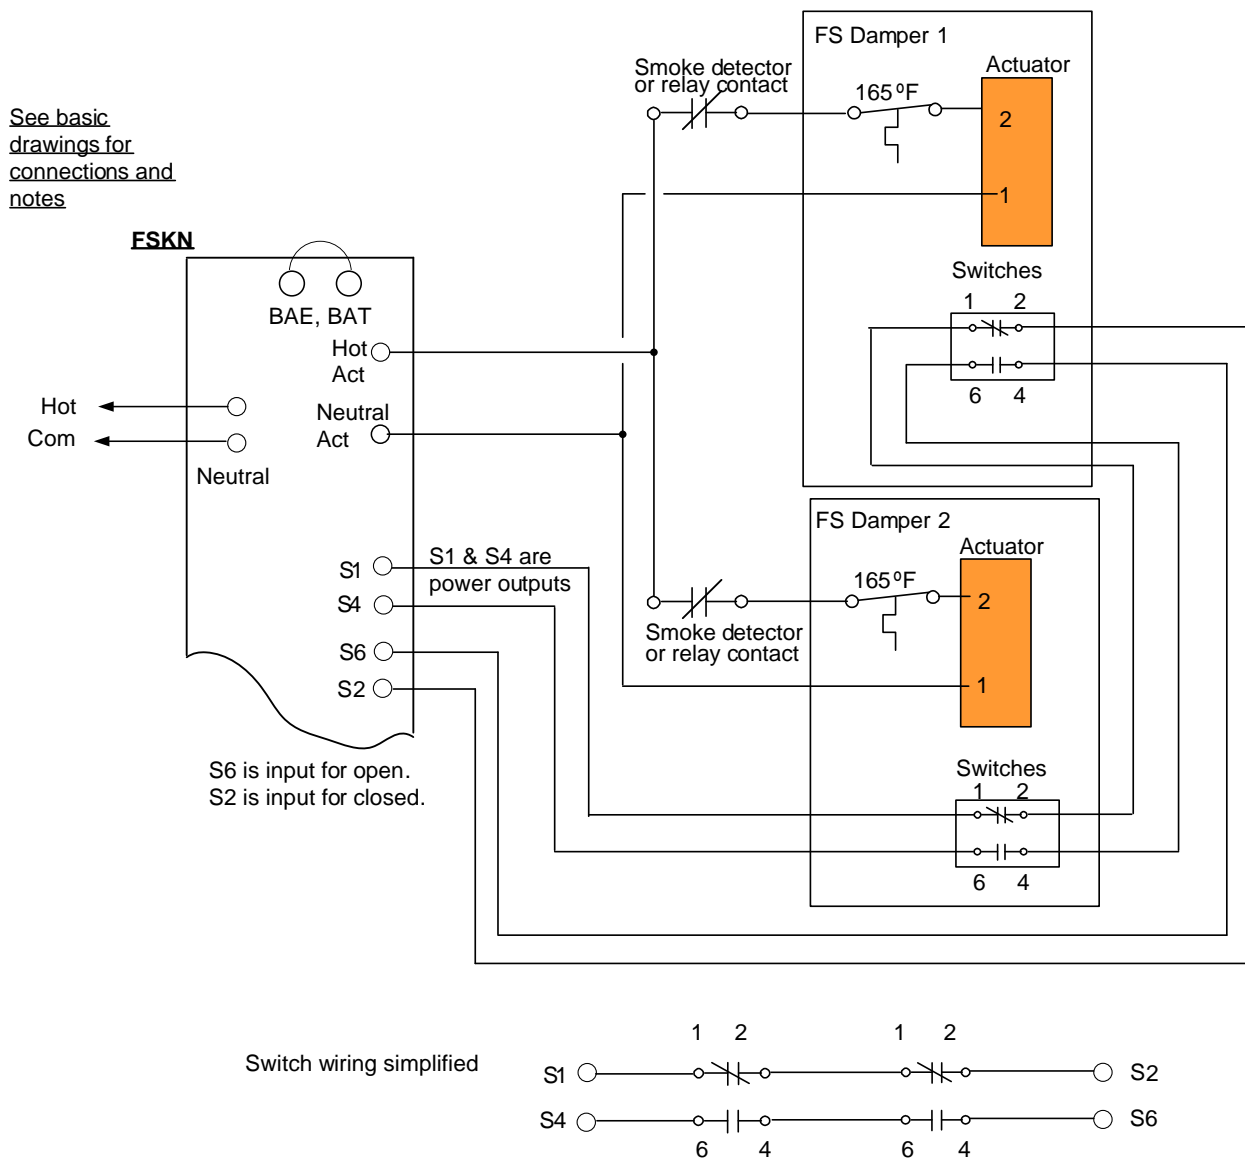 FS Damper 1
Smoke detector
or relay contact
Actuator
165 ºF
2
1
See basic
drawings for
connections and
notes
FSKN
BAE, BAT
Hot
Act
Neutral
Act
Hot
Com
Neutral
Switches
1 2
6 4
FS Damper 2
Actuator
165 ºF
2
1
Smoke detector
or relay contact
S1
S4
S6
S2
S1 & S4 are
power outputs
S6 is input for open.
S2 is input for closed.
Switches
1 2
6 4
Switch wiring simplified
1 2 1 2
S1 S2
S4 S6
6 4 6 4